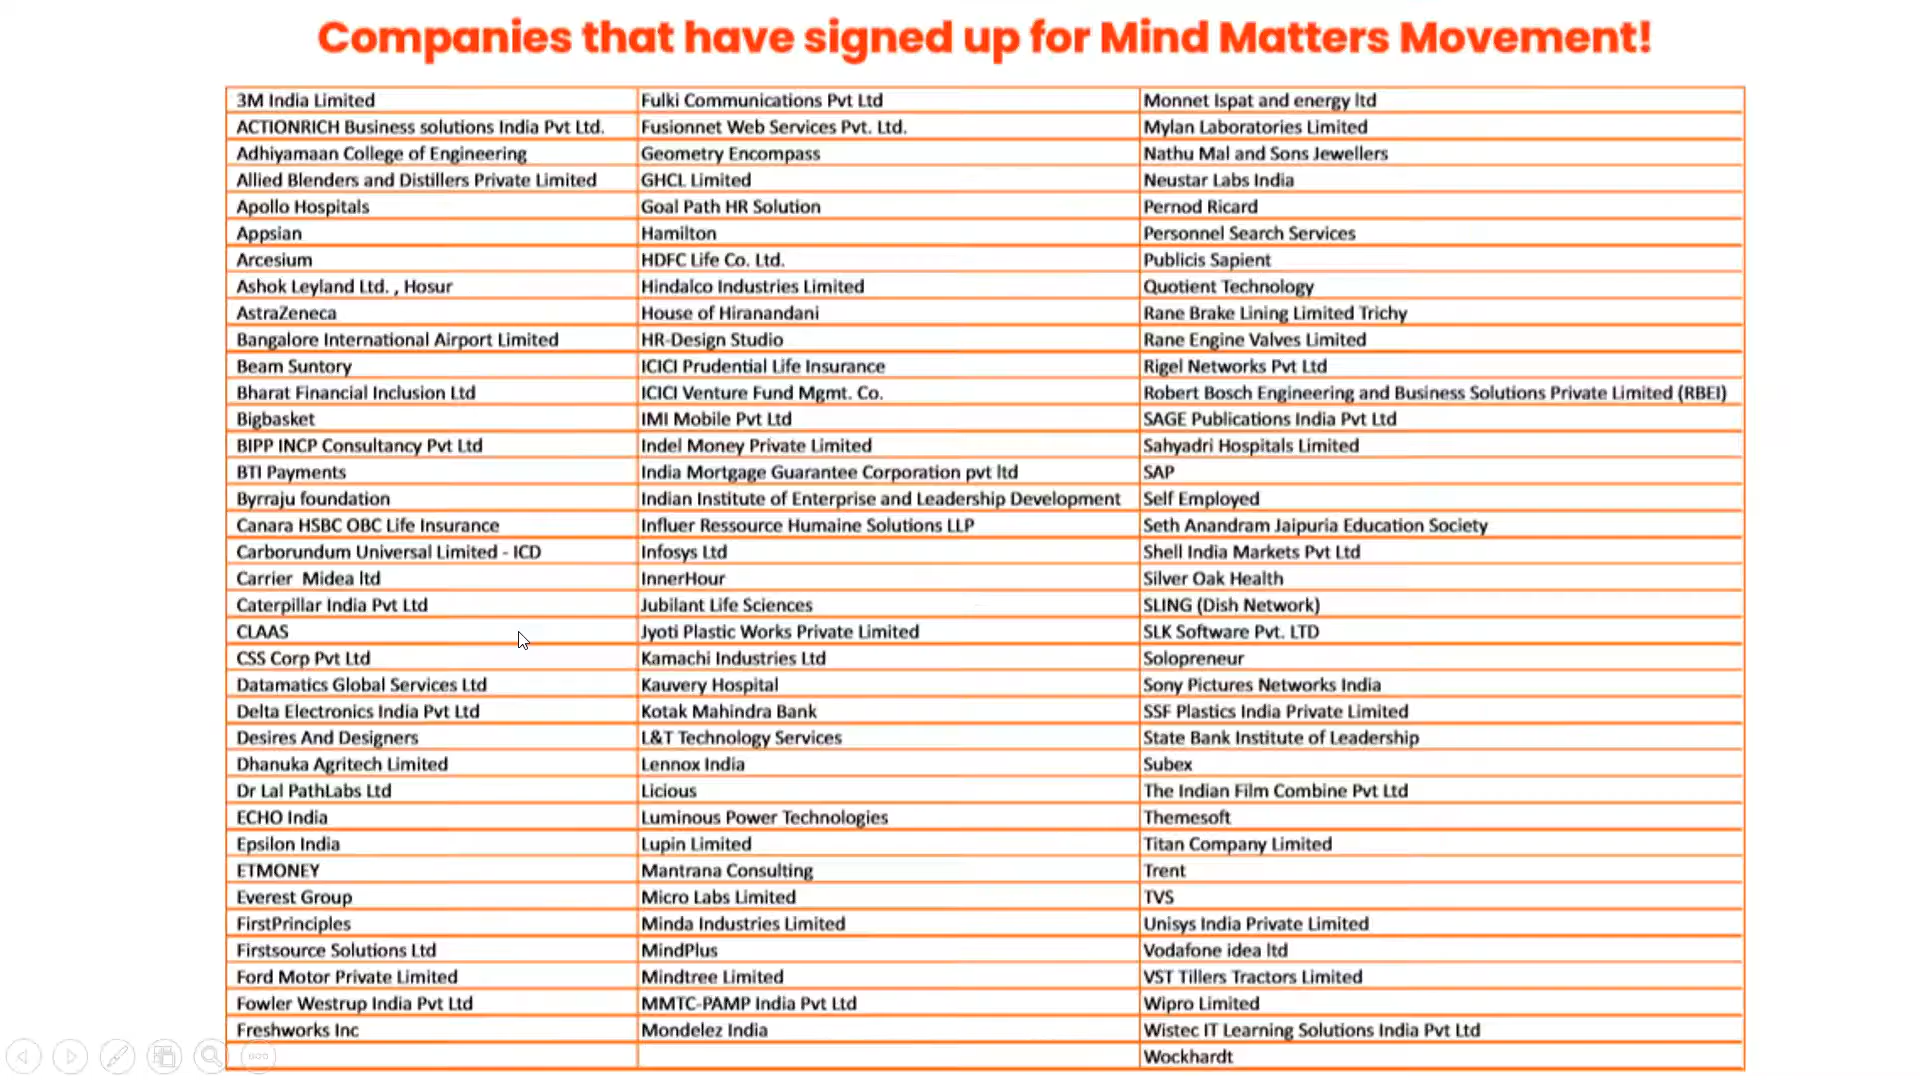 Companies that have signed up for Mind Matters Movement!
3M India Limited
ACTIONRICH Business solutions India Pvt Ltd.
Adhiyamaan College of Engineering
Allied Blenders and Distillers Private Limited
Apollo Hospitals
Appsian
Arcesium
Ashok Leyland Ltd. , Hosur
AstraZeneca
Bangalore International Airport Limited
Beam Suntory
Bharat Financial Inclusion Ltd
Bigbasket
BIPP INCP Consultancy Pvt Ltd
BTI Payments
Byrraju foundation
Canara HSBC OBC Life Insurance
Carborundum Universal Limited - ICD
Carrier Midea ltd
Caterpillar India Pvt Ltd
CLAAS
CSS Corp Pvt Ltd
Datamatics Global Services Ltd
Delta Electronics India Pvt Ltd
Desires And Designers
Dhanuka Agritech Limited
Dr Lal PathLabs Ltd
ECHO India
Epsilon India
ETMONEY
Everest Group
FirstPrinciples
Firstsource Solutions Ltd
Ford Motor Private Limited
Fowler Westrup India Pvt Ltd
Freshworks Inc
Fulki Communications Pvt Ltd
Fusionnet Web Services Pvt. Ltd.
Geometry Encompass
GHCL Limited
Goal Path HR Solution
Hamilton
HDFC Life Co. Ltd.
Hindalco Industries Limited
House of Hiranandani
HR-Design Studio
ICICI Prudential Life Insurance
ICICI Venture Fund Mgmt. Co.
IMI Mobile Pvt Ltd
Indel Money Private Limited
India Mortgage Guarantee Corporation pvt ltd
Indian Institute of Enterprise and Leadership Development
Influer Ressource Humaine Solutions LLP
Infosys Ltd
InnerHour
Jubilant Life Sciences
Jyoti Plastic Works Private Limited
Kamachi Industries Ltd
Kauvery Hospital
Kotak Mahindra Bank
L&T Technology Services
Lennox India
Licious
Luminous Power Technologies
Lupin Limited
Mantrana Consulting
Micro Labs Limited
Minda Industries Limited
MindPlus
Mindtree Limited
MMTC-PAMP India Pvt Ltd
Mondelez India
Monnet Ispat and energy ltd
Mylan Laboratories Limited
Nathu Mal and Sons Jewellers
Neustar Labs India
Pernod Ricard
Personnel Search Services
Publicis Sapient
Quotient Technology
Rane Brake Lining Limited Trichy
Rane Engine Valves Limited
Rigel Networks Pvt Ltd
Robert Bosch Engineering and Business Solutions Private Limited (RBEI)
SAGE Publications India Pvt Ltd
Sahyadri Hospitals Limited
SAP
Self Employed
Seth Anandram Jaipuria Education Society
Shell India Markets Pvt Ltd
Silver Oak Health
SLING (Dish Network)
SLK Software Pvt. LTD
Solopreneur
Sony Pictures Networks India
SSF Plastics India Private Limited
State Bank Institute of Leadership
Subex
The Indian Film Combine Pvt Ltd
Themesoft
Titan Company Limited
Trent
TVS
Unisys India Private Limited
Vodafone idea ltd
VST Tillers Tractors Limited
Wipro Limited
Wistec IT Learning Solutions India Pvt Ltd
Wockhardt